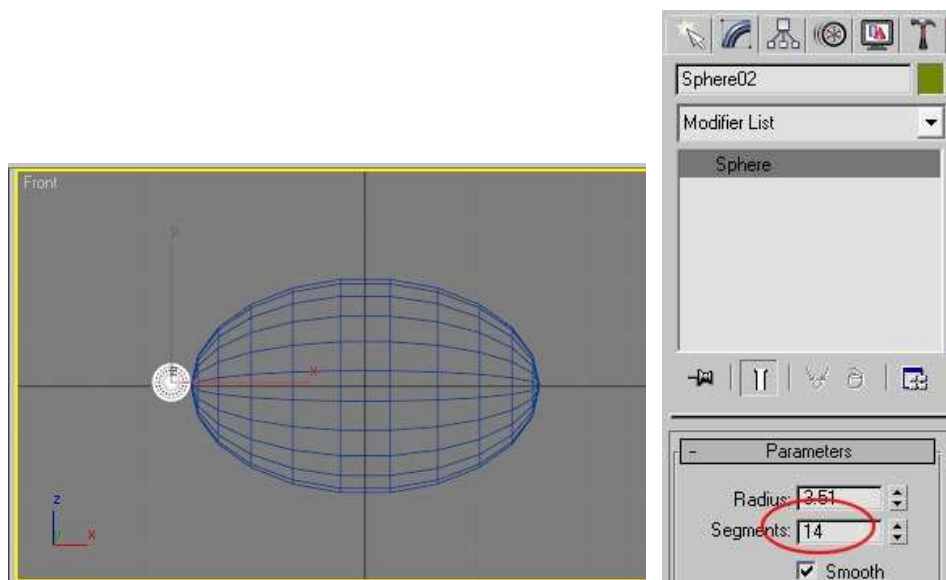 Front
y
x
z
y x
Sphere02
Modifier List
Sphere
- Parameters
Radius: 3.51
Segments: 14
Smooth